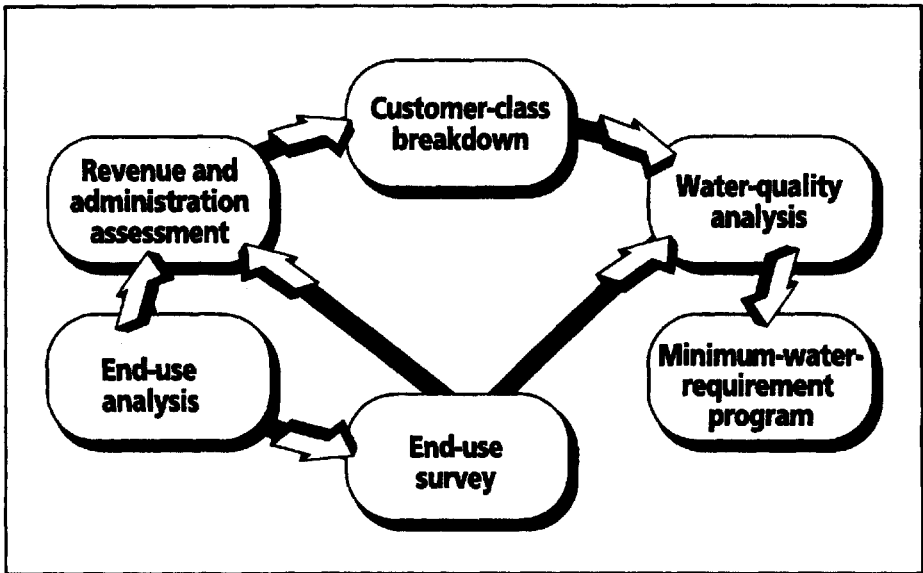 Customer-class
breakdown
Revenue and
administration
assessment
Water-quality
analysis
End-use
analysis
Minimum-water-
requirement
program
End-use
survey